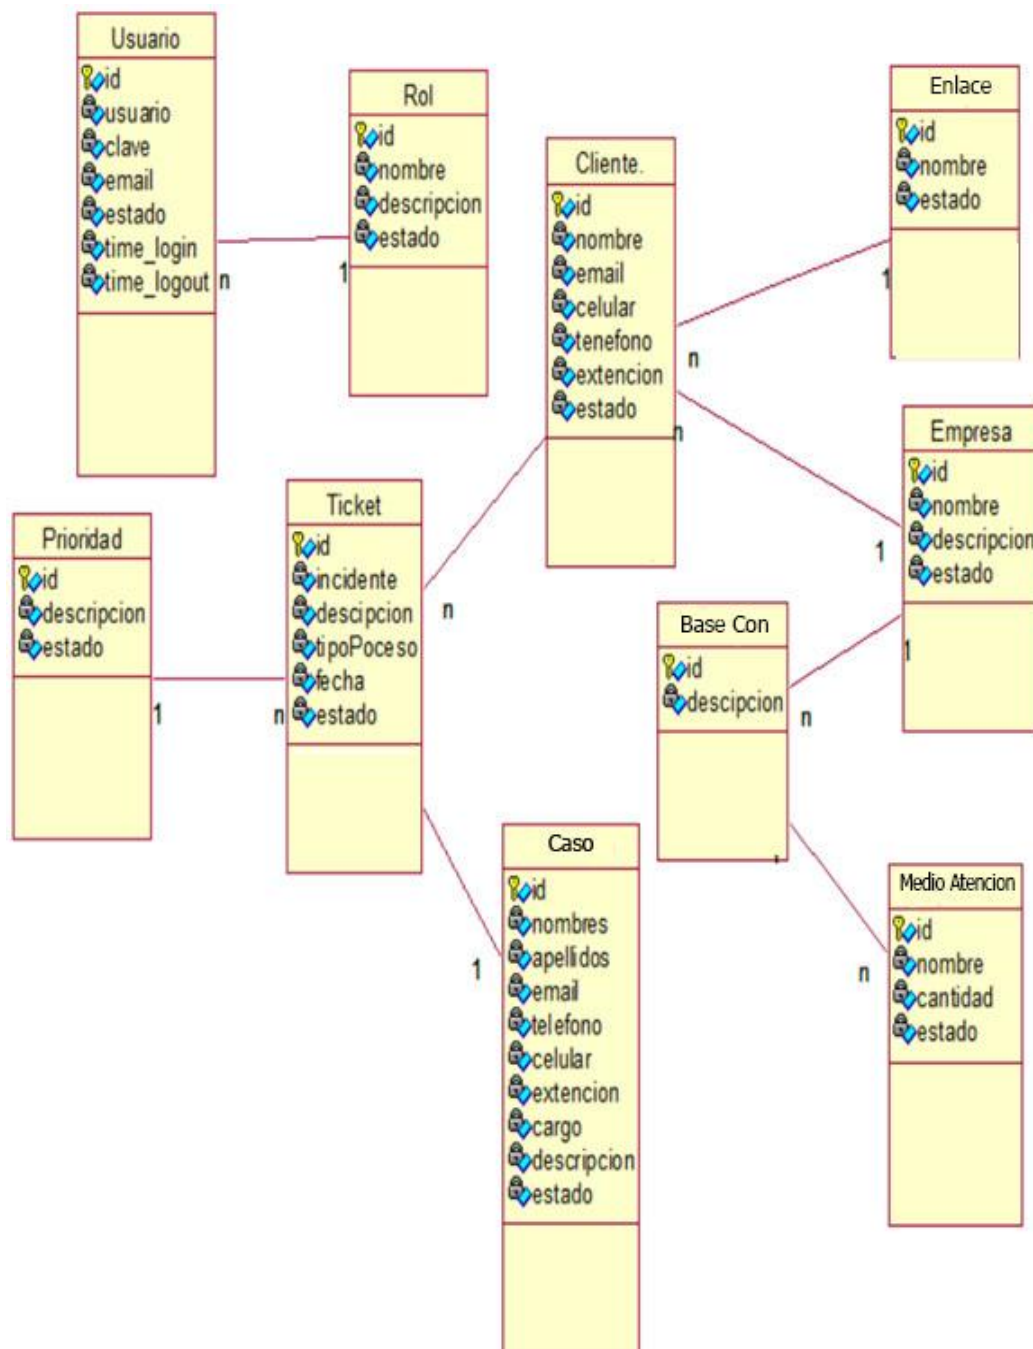 Usuario
id
usuario
clave
email
estado
time_login
time_logout
n
Rol
id
nombre
descripcion
estado
1
Cliente.
id
nombre
email
celular
tenefono
extencion
estado
n
n
Enlace
id
nombre
estado
1
Empresa
id
nombre
descripcion
estado
1
1
Prioridad
id
descripcion
estado
1
Ticket
id
incidente
descipcion
tipoPoceso
fecha
estado
n
n
Base Con
id
descipcion
n
Caso
id
nombres
apellidos
email
telefono
celular
extencion
cargo
descripcion
estado
1
Medio Atencion
id
nombre
cantidad
estado
n